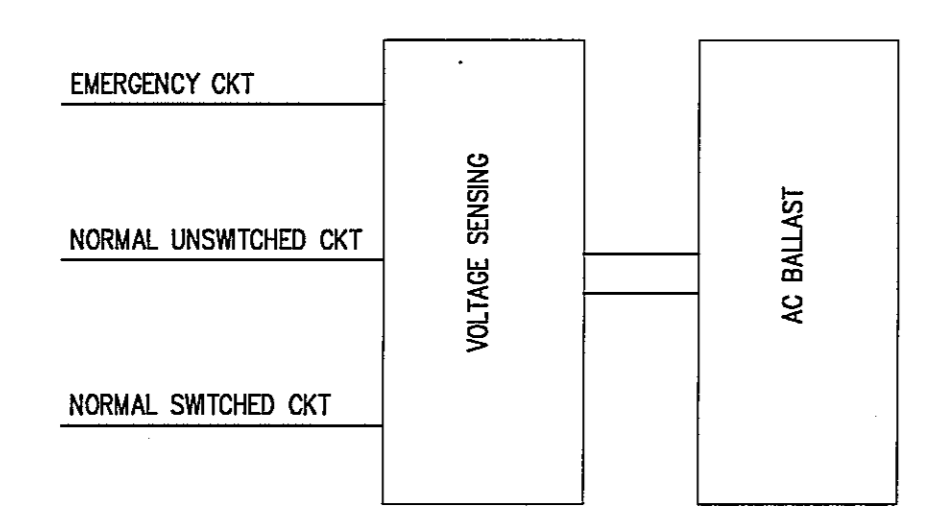 EMERGENCY CKT
NORMAL UNSWITCHED CKT
NORMAL SWITCHED CKT
VOLTAGE SENSING
AC BALLAST